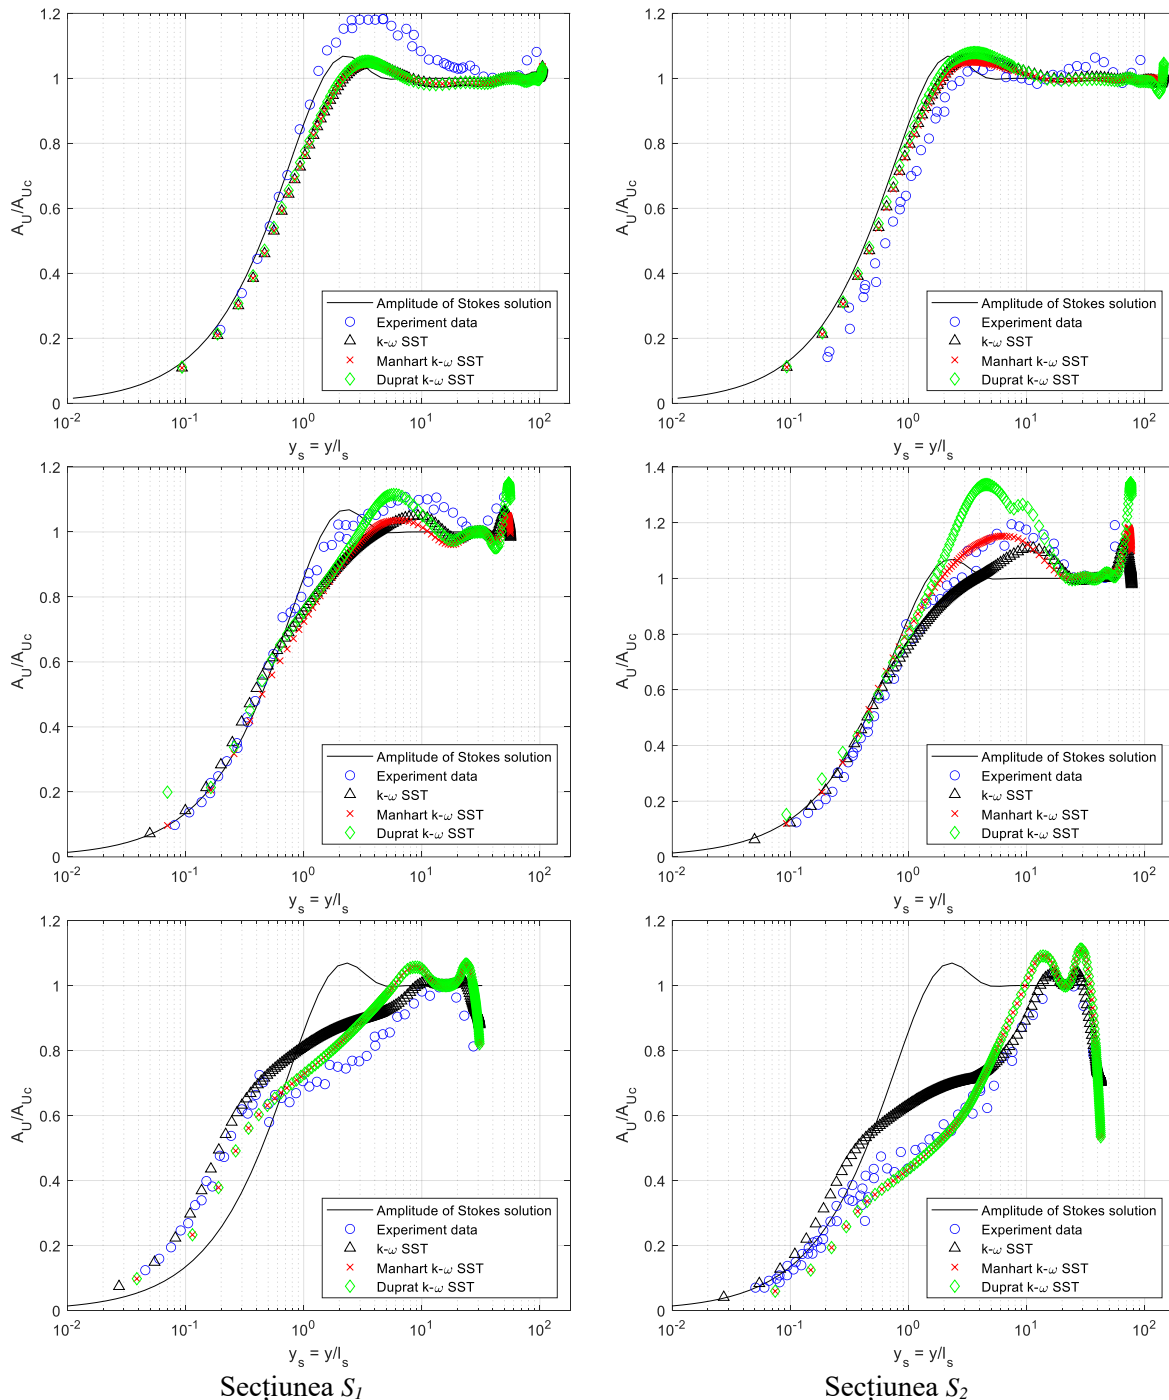 1.2
1
0.8
0.6
0.4
0.2
0
A_U/A_Uc
Amplitude of Stokes solution
Experiment data
k-ω SST
Manhart k-ω SST
Duprat k-ω SST
10^-2 10^-1 10^0 10^1 10^2
y_s = y/l_s
1.2
1
0.8
0.6
0.4
0.2
0
A_U/A_Uc
Amplitude of Stokes solution
Experiment data
k-ω SST
Manhart k-ω SST
Duprat k-ω SST
10^-2 10^-1 10^0 10^1 10^2
y_s = y/l_s
1.2
1
0.8
0.6
0.4
0.2
0
A_U/A_Uc
Amplitude of Stokes solution
Experiment data
k-ω SST
Manhart k-ω SST
Duprat k-ω SST
10^-2 10^-1 10^0 10^1 10^2
y_s = y/l_s
1.4
1.2
1
0.8
0.6
0.4
0.2
0
A_U/A_Uc
Amplitude of Stokes solution
Experiment data
k-ω SST
Manhart k-ω SST
Duprat k-ω SST
10^-2 10^-1 10^0 10^1 10^2
y_s = y/l_s
1.2
1
0.8
0.6
0.4
0.2
0
A_U/A_Uc
Amplitude of Stokes solution
Experiment data
k-ω SST
Manhart k-ω SST
Duprat k-ω SST
10^-2 10^-1 10^0 10^1 10^2
y_s = y/l_s
1.2
1
0.8
0.6
0.4
0.2
0
A_U/A_Uc
Amplitude of Stokes solution
Experiment data
k-ω SST
Manhart k-ω SST
Duprat k-ω SST
10^-2 10^-1 10^0 10^1 10^2
y_s = y/l_s
Secțiunea S_1
Secțiunea S_2